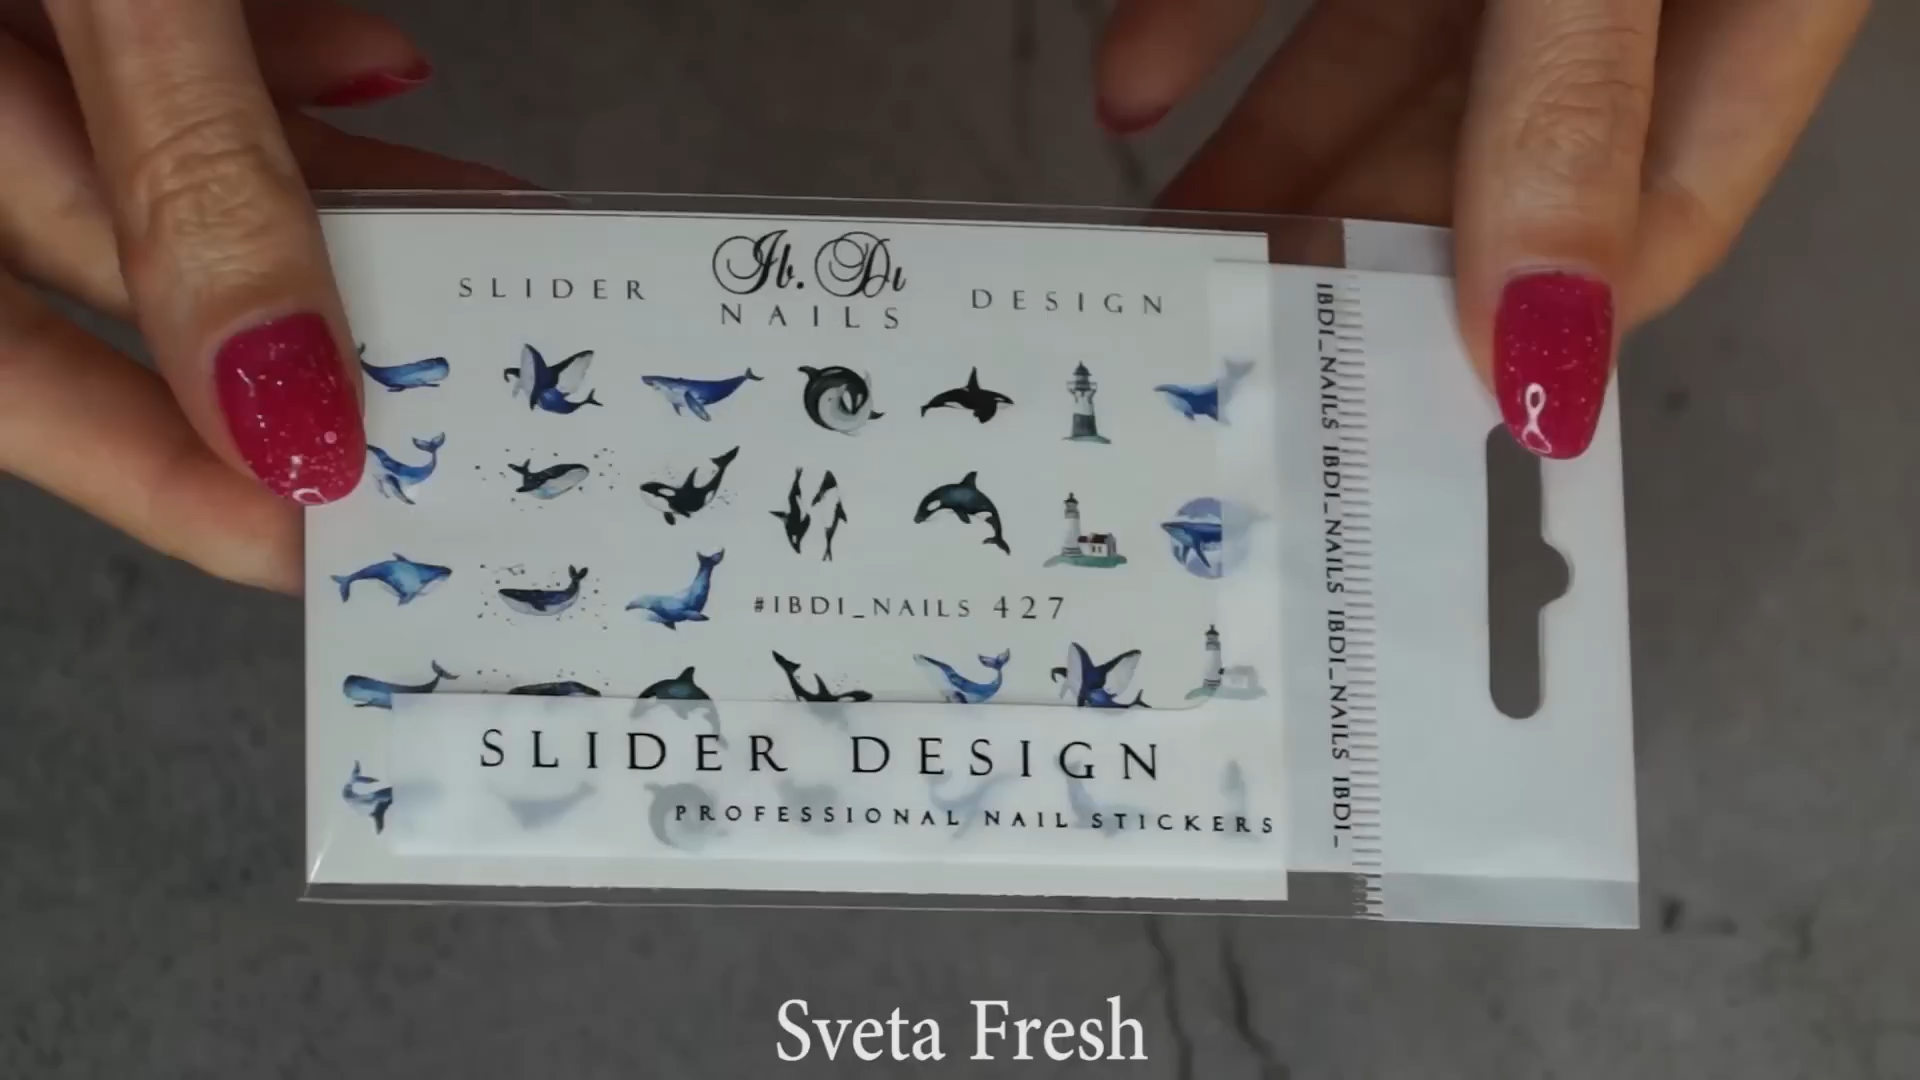 SLIDER
Ib. Di
NAILS
DESIGN
#IBDI_NAILS 427
SLIDER DESIGN
PROFESSIONAL NAIL STICKERS
IBDI_NAILS IBDI_NAILS IBDI_NAILS IBDI_
Sveta Fresh